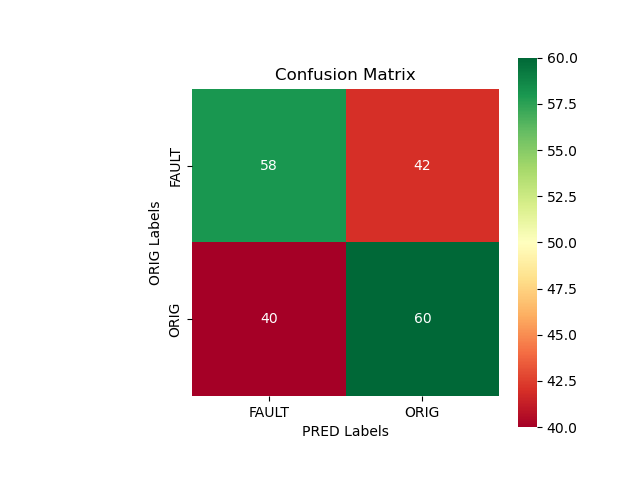 Confusion Matrix
60.0
57.5
55.0
52.5
50.0
47.5
45.0
42.5
40.0
ORIG Labels
FAULT
ORIG
58
42
40
60
FAULT
ORIG
PRED Labels